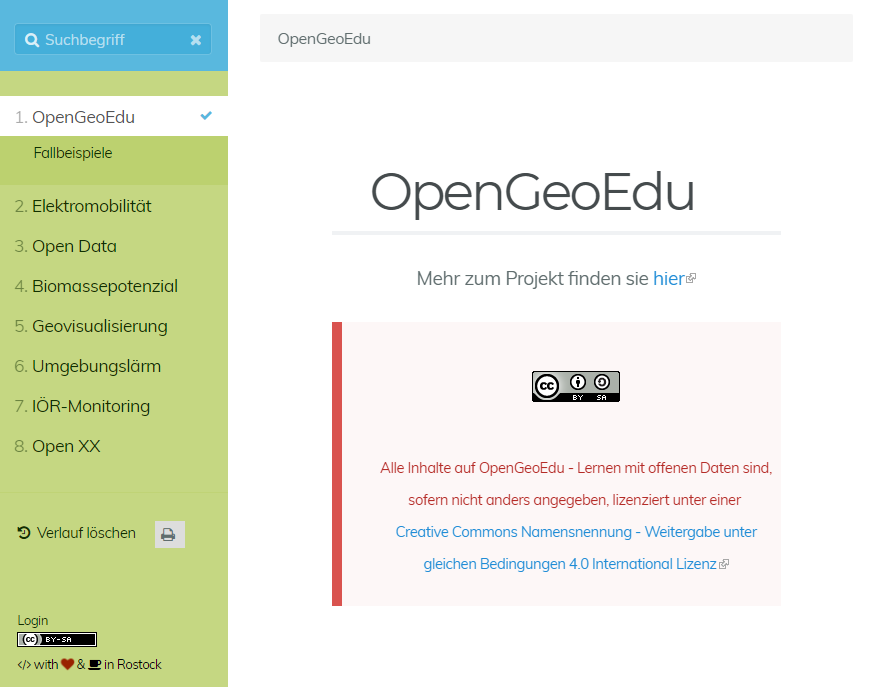 Suchbegriff
OpenGeoEdu
1. OpenGeoEdu
Fallbeispiele
2. Elektromobilität
3. Open Data
4. Biomassepotenzial
5. Geovisualisierung
6. Umgebungslärm
7. IÖR-Monitoring
8. Open XX
Verlauf löschen
Login
(cc) BY-SA
</> with & in Rostock
OpenGeoEdu
Mehr zum Projekt finden sie hier
cc BY SA
Alle Inhalte auf OpenGeoEdu - Lernen mit offenen Daten sind,
sofern nicht anders angegeben, lizenziert unter einer
Creative Commons Namensnennung - Weitergabe unter
gleichen Bedingungen 4.0 International Lizenz